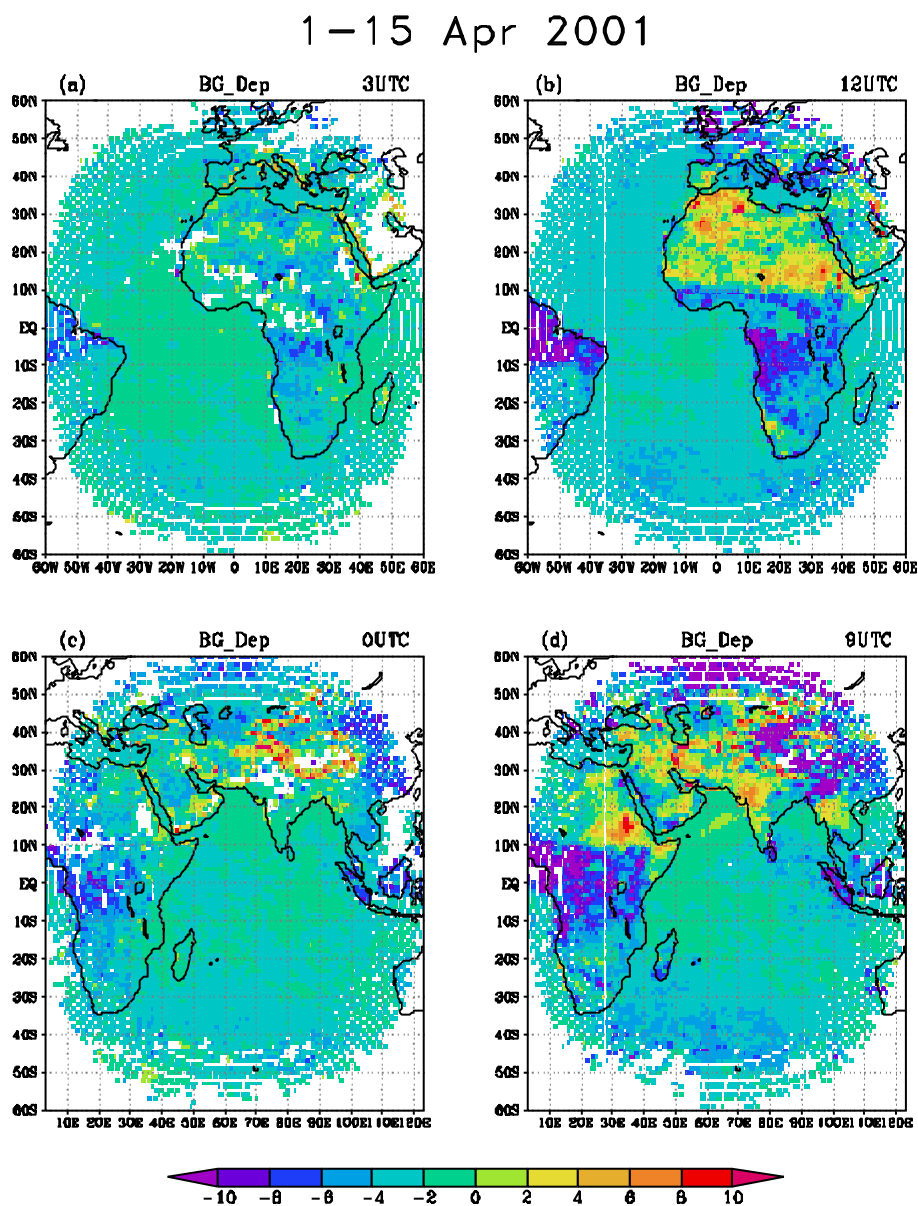 1-15 Apr 2001
(a) BG_Dep 3UTC
(b) BG_Dep 12UTC
60N
50N
40N
30N
20N
10N
EQ
10S
20S
30S
40S
50S
60S
60W 50W 40W 30W 20W 10W 0 10E 20E 30E 40E 50E 60E
60N
50N
40N
30N
20N
10N
EQ
10S
20S
30S
40S
50S
60S
60W 50W 40W 30W 20W 10W 0 10E 20E 30E 40E 50E 60E
(c) BG_Dep 0UTC
(d) BG_Dep 9UTC
60N
50N
40N
30N
20N
10N
EQ
10S
20S
30S
40S
50S
60S
10E 20E 30E 40E 50E 60E 70E 80E 90E 100E 110E 120E
60N
50N
40N
30N
20N
10N
EQ
10S
20S
30S
40S
50S
60S
10E 20E 30E 40E 50E 60E 70E 80E 90E 100E 110E 120E
-10 -8 -6 -4 -2 0 2 4 6 8 10